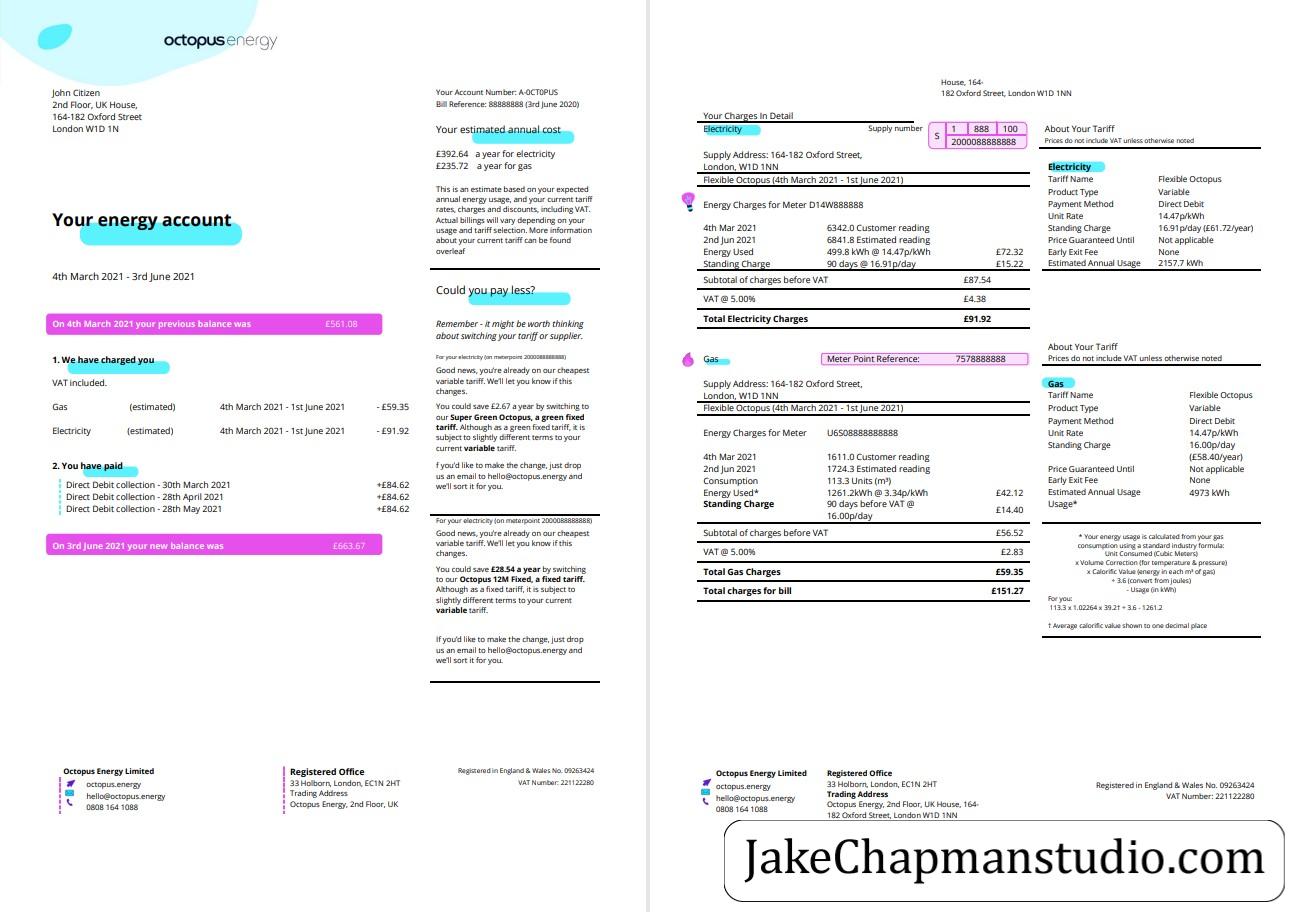 octopusenergy
John Citizen
2nd Floor, UK House,
164-182 Oxford Street
London W1D 1N
Your energy account
4th March 2021 - 3rd June 2021
On 4th March 2021 your previous balance was £561.08
1. We have charged you
VAT included.
Gas (estimated) 4th March 2021 - 1st June 2021 - £59.35
Electricity (estimated) 4th March 2021 - 1st June 2021 - £91.92
2. You have paid
Direct Debit collection - 30th March 2021 +£84.62
Direct Debit collection - 28th April 2021 +£84.62
Direct Debit collection - 28th May 2021 +£84.62
On 3rd June 2021 your new balance was £663.67
Your Account Number: A-0CT0PUS
Bill Reference: 88888888 (3rd June 2020)
Your estimated annual cost
£392.64 a year for electricity
£235.72 a year for gas
This is an estimate based on your expected
annual energy usage, and your current tariff
rates, charges and discounts, including VAT.
Actual billings will vary depending on your
usage and tariff selection. More information
about your current tariff can be found
overleaf
Could you pay less?
Remember - it might be worth thinking
about switching your tariff or supplier.
For your electricity (on meterpoint 2000088888888)
Good news, you're already on our cheapest
variable tariff. We'll let you know if this
changes.
You could save £2.67 a year by switching to
our Super Green Octopus, a green fixed
tariff. Although as a green fixed tariff, it is
subject to slightly different terms to your
current variable tariff.
f you'd like to make the change, just drop
us an email to hello@octopus.energy and
we'll sort it for you.
For your electricity (on meterpoint 2000088888888)
Good news, you're already on our cheapest
variable tariff. We'll let you know if this
changes.
You could save £28.54 a year by switching
to our Octopus 12M Fixed, a fixed tariff.
Although as a fixed tariff, it is subject to
slightly different terms to your current
variable tariff.
If you'd like to make the change, just drop
us an email to hello@octopus.energy and
we'll sort it for you.
Octopus Energy Limited
octopus.energy
hello@octopus.energy
0808 164 1088
Registered Office
33 Holborn, London, EC1N 2HT
Trading Address
Octopus Energy, 2nd Floor, UK
Registered in England & Wales No. 09263424
VAT Number: 221122280
House, 164-
182 Oxford Street, London W1D 1NN
Your Charges In Detail
Electricity Supply number
S 1 888 100
2000088888888
Supply Address: 164-182 Oxford Street,
London, W1D 1NN
Flexible Octopus (4th March 2021 - 1st June 2021)
Energy Charges for Meter D14W888888
4th Mar 2021 6342.0 Customer reading
2nd Jun 2021 6841.8 Estimated reading
Energy Used 499.8 kWh @ 14.47p/kWh £72.32
Standing Charge 90 days @ 16.91p/day £15.22
Subtotal of charges before VAT £87.54
VAT @ 5.00% £4.38
Total Electricity Charges £91.92
About Your Tariff
Prices do not include VAT unless otherwise noted
Electricity
Tariff Name Flexible Octopus
Product Type Variable
Payment Method Direct Debit
Unit Rate 14.47p/kWh
Standing Charge 16.91p/day (£61.72/year)
Price Guaranteed Until Not applicable
Early Exit Fee None
Estimated Annual Usage 2157.7 kWh
Gas Meter Point Reference: 7578888888
Supply Address: 164-182 Oxford Street,
London, W1D 1NN
Flexible Octopus (4th March 2021 - 1st June 2021)
Energy Charges for Meter U6S08888888888
4th Mar 2021 1611.0 Customer reading
2nd Jun 2021 1724.3 Estimated reading
Consumption 113.3 Units (m³)
Energy Used* 1261.2kWh @ 3.34p/kWh £42.12
Standing Charge 90 days before VAT @
16.00p/day £14.40
Subtotal of charges before VAT £56.52
VAT @ 5.00% £2.83
Total Gas Charges £59.35
Total charges for bill £151.27
About Your Tariff
Prices do not include VAT unless otherwise noted
Gas
Tariff Name Flexible Octopus
Product Type Variable
Payment Method Direct Debit
Unit Rate 14.47p/kWh
Standing Charge 16.00p/day
(£58.40/year)
Price Guaranteed Until Not applicable
Early Exit Fee None
Estimated Annual 4973 kWh
Usage*
* Your energy usage is calculated from your gas
consumption using a standard industry formula:
Unit Consumed (Cubic Meters)
x Volume Correction (for temperature & pressure)
x Calorific Value (energy in each m³ of gas)
÷ 3.6 (convert from joules)
- Usage (in kWh)
For you:
113.3 x 1.02264 x 39.2† ÷ 3.6 - 1261.2
† Average calorific value shown to one decimal place
Octopus Energy Limited
octopus.energy
hello@octopus.energy
0808 164 1088
Registered Office
33 Holborn, London, EC1N 2HT
Trading Address
Octopus Energy, 2nd Floor, UK House, 164-
182 Oxford Street, London W1D 1NN
Registered in England & Wales No. 09263424
VAT Number: 221122280
JakeChapmanstudio.com